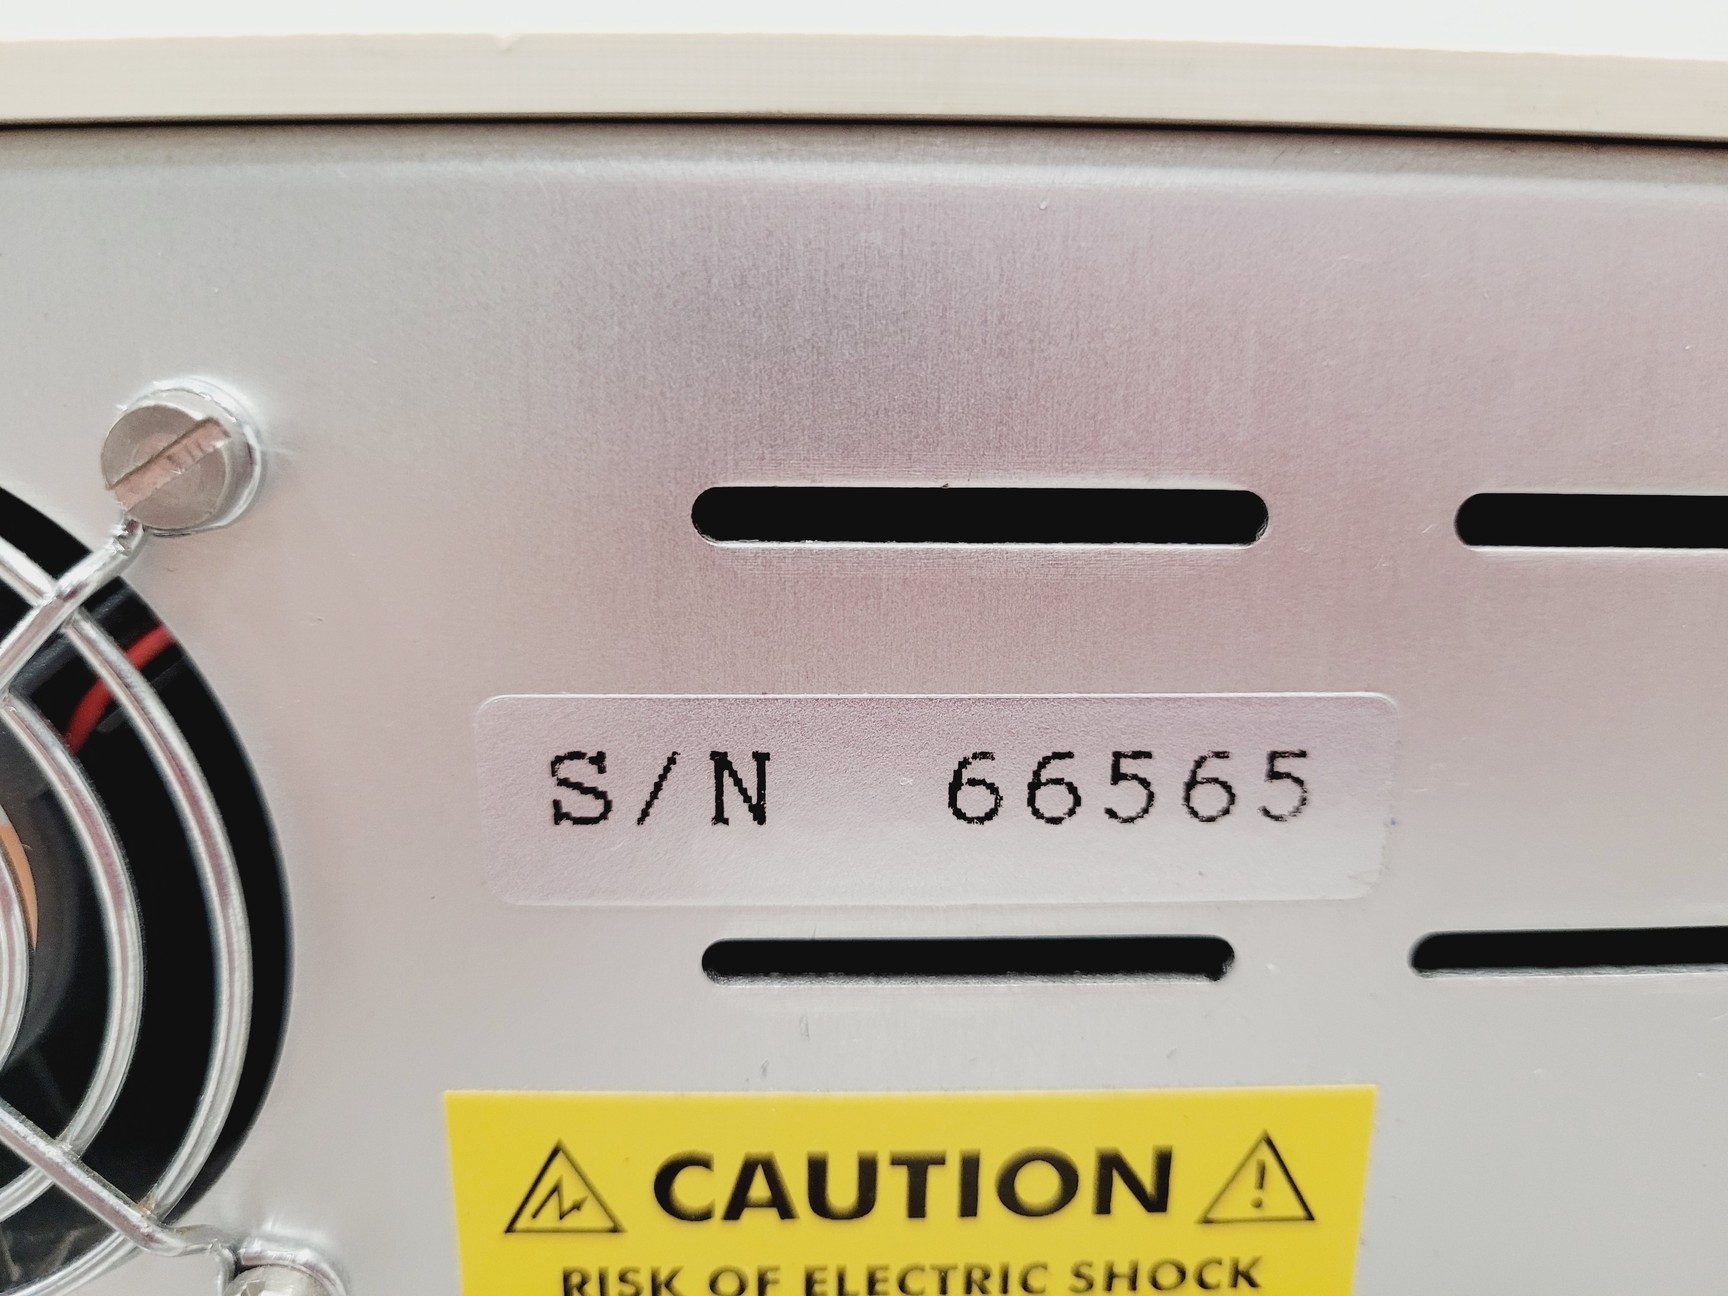 S/N 66565
CAUTION
RISK OF ELECTRIC SHOCK